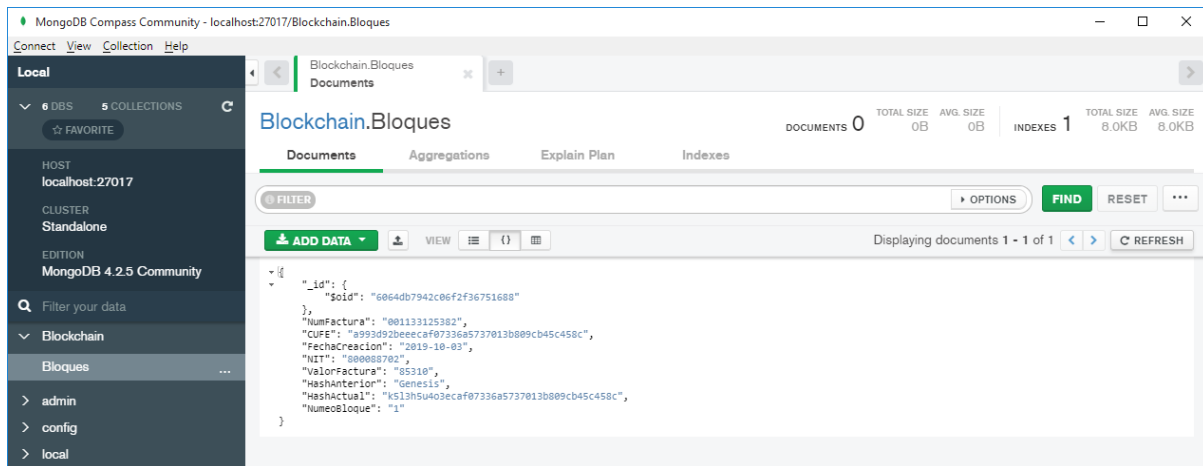 MongoDB Compass Community - localhost:27017/Blockchain.Bloques
Connect View Collection Help
Local
6 DBS 5 COLLECTIONS
FAVORITE
HOST
localhost:27017
CLUSTER
Standalone
EDITION
MongoDB 4.2.5 Community
Filter your data
Blockchain
Bloques ...
admin
config
local
Blockchain.Bloques
Documents
Blockchain.Bloques
DOCUMENTS 0 TOTAL SIZE 0B AVG. SIZE 0B INDEXES 1 TOTAL SIZE 8.0KB AVG. SIZE 8.0KB
Documents Aggregations Explain Plan Indexes
FILTER OPTIONS FIND RESET ...
ADD DATA VIEW {} Displaying documents 1 - 1 of 1 < > REFRESH
{
"_id": {
"$oid": "6064db7942c06f2f36751688"
},
"NumFactura": "001133125382",
"CUFE": "a993d92beeecaf07336a5737013b809cb45c458c",
"FechaCreacion": "2019-10-03",
"NIT": "800088702",
"ValorFactura": "85310",
"HashAnterior": "Genesis",
"HashActual": "k5l3h5u4o3ecaf07336a5737013b809cb45c458c",
"NumeoBloque": "1"
}